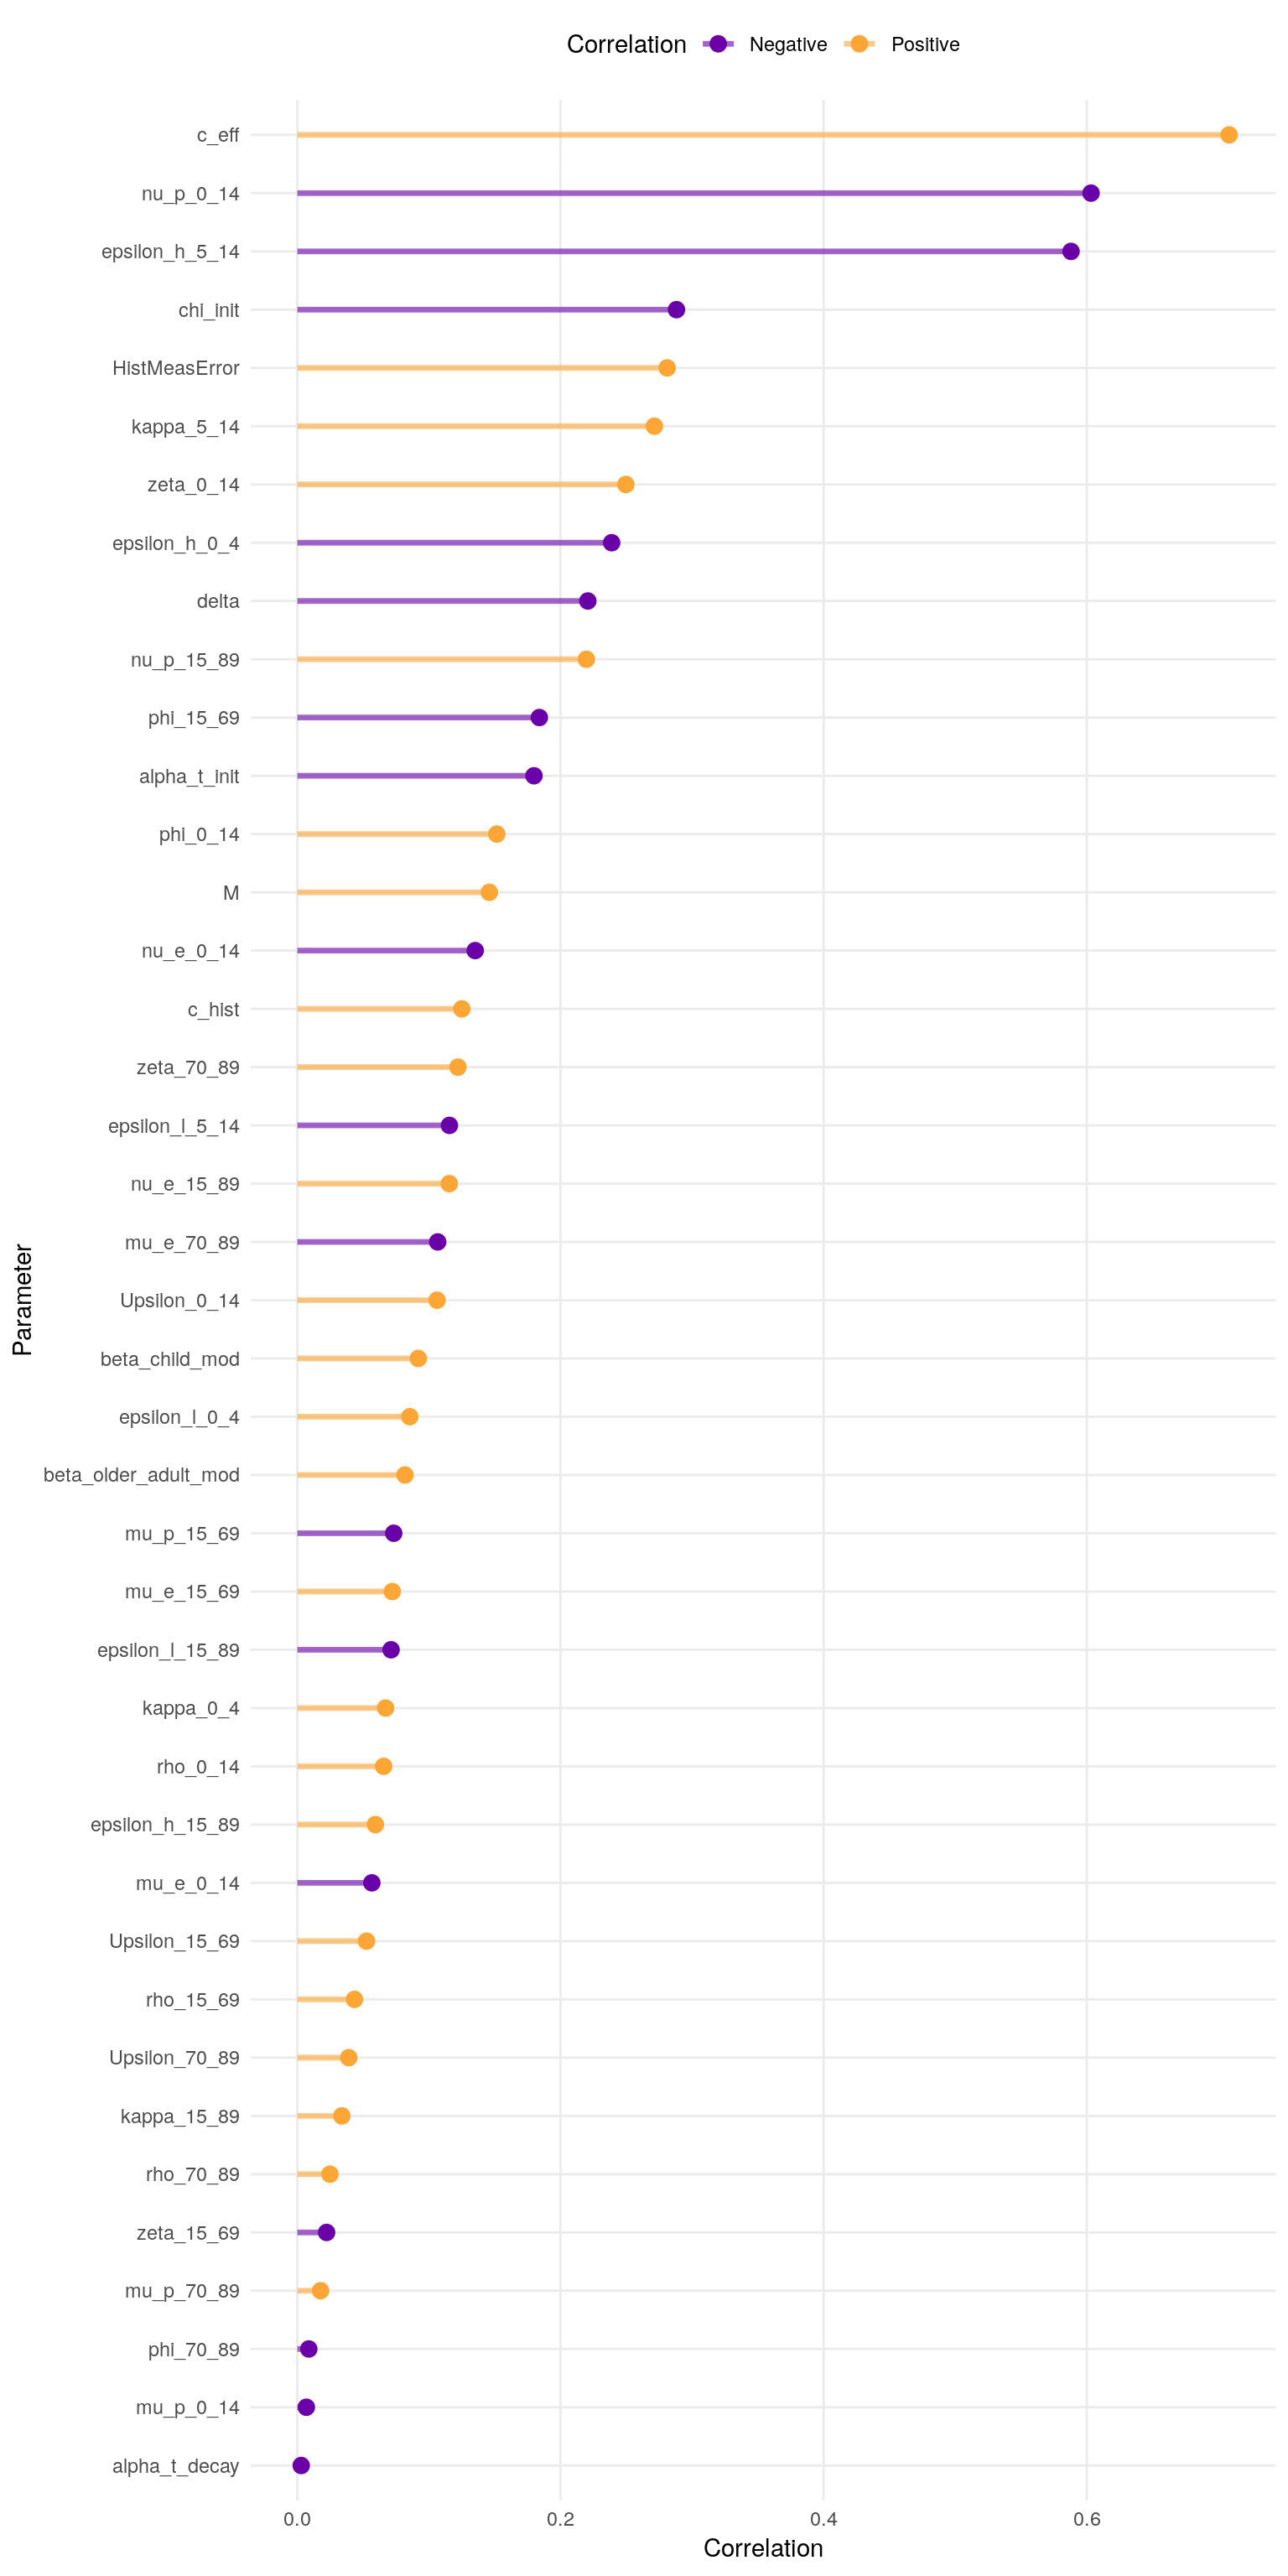 Correlation Negative Positive
c_eff
nu_p_0_14
epsilon_h_5_14
chi_init
HistMeasError
kappa_5_14
zeta_0_14
epsilon_h_0_4
delta
nu_p_15_89
phi_15_69
alpha_t_init
phi_0_14
M
nu_e_0_14
c_hist
zeta_70_89
epsilon_l_5_14
nu_e_15_89
mu_e_70_89
Upsilon_0_14
beta_child_mod
epsilon_l_0_4
beta_older_adult_mod
mu_p_15_69
mu_e_15_69
epsilon_l_15_89
kappa_0_4
rho_0_14
epsilon_h_15_89
mu_e_0_14
Upsilon_15_69
rho_15_69
Upsilon_70_89
kappa_15_89
rho_70_89
zeta_15_69
mu_p_70_89
phi_70_89
mu_p_0_14
alpha_t_decay
Parameter
0.0 0.2 0.4 0.6
Correlation